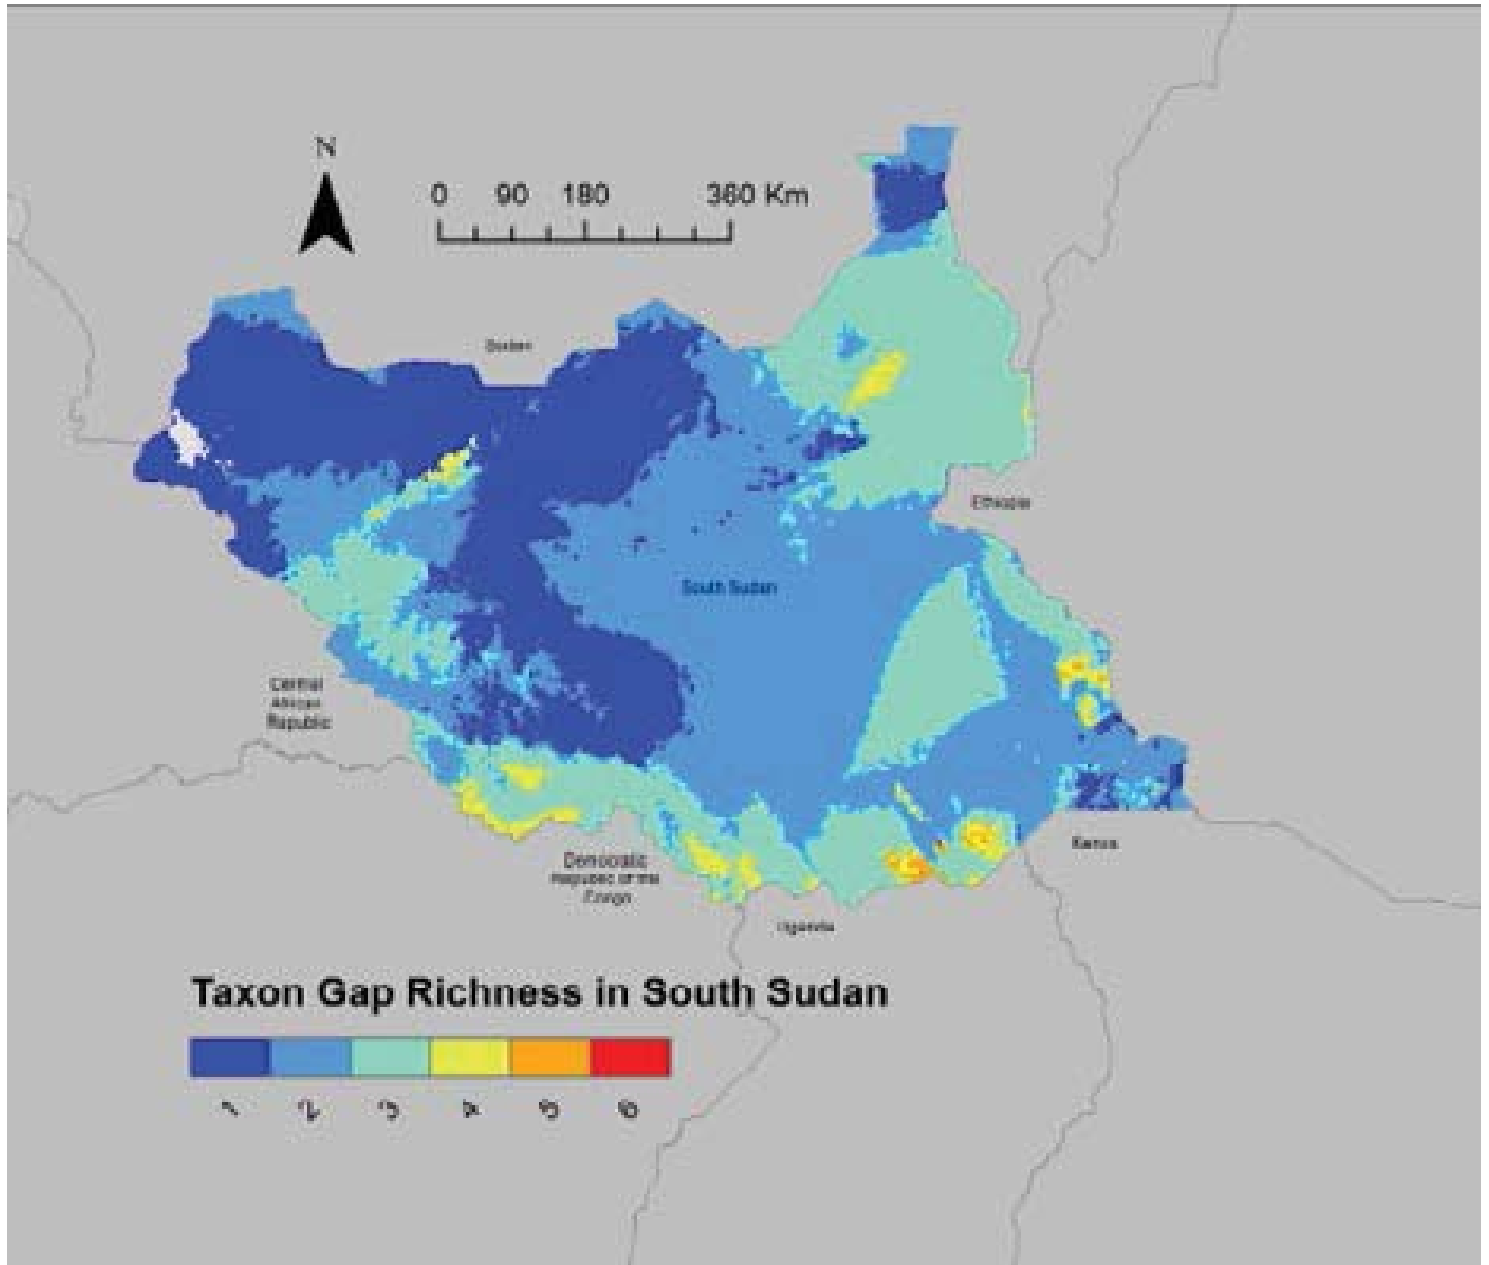 N
0 90 180 360 Km
Sudan
Ethiopia
South Sudan
Central
African
Republic
Kenya
Democratic
Republic of the
Congo
Uganda
Taxon Gap Richness in South Sudan
1 2 3 4 5 6